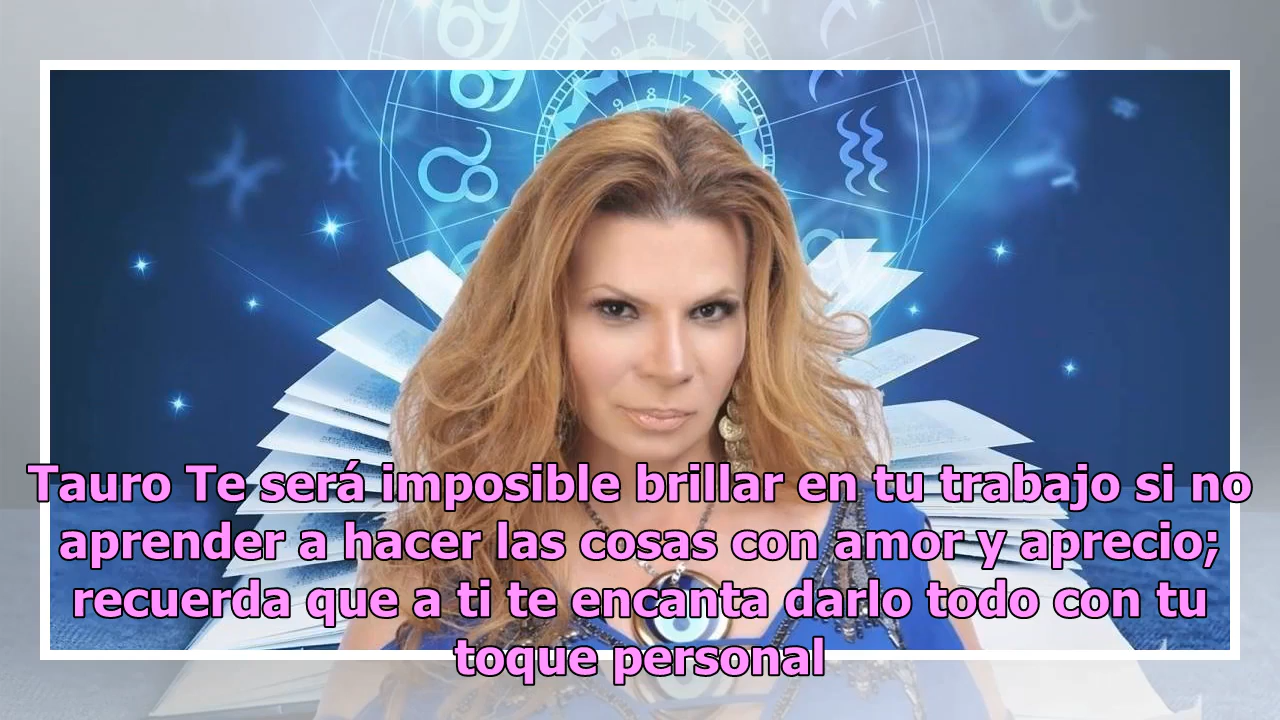 Tauro Te será imposible brillar en tu trabajo si no
aprender a hacer las cosas con amor y aprecio;
recuerda que a ti te encanta darlo todo con tu
toque personal